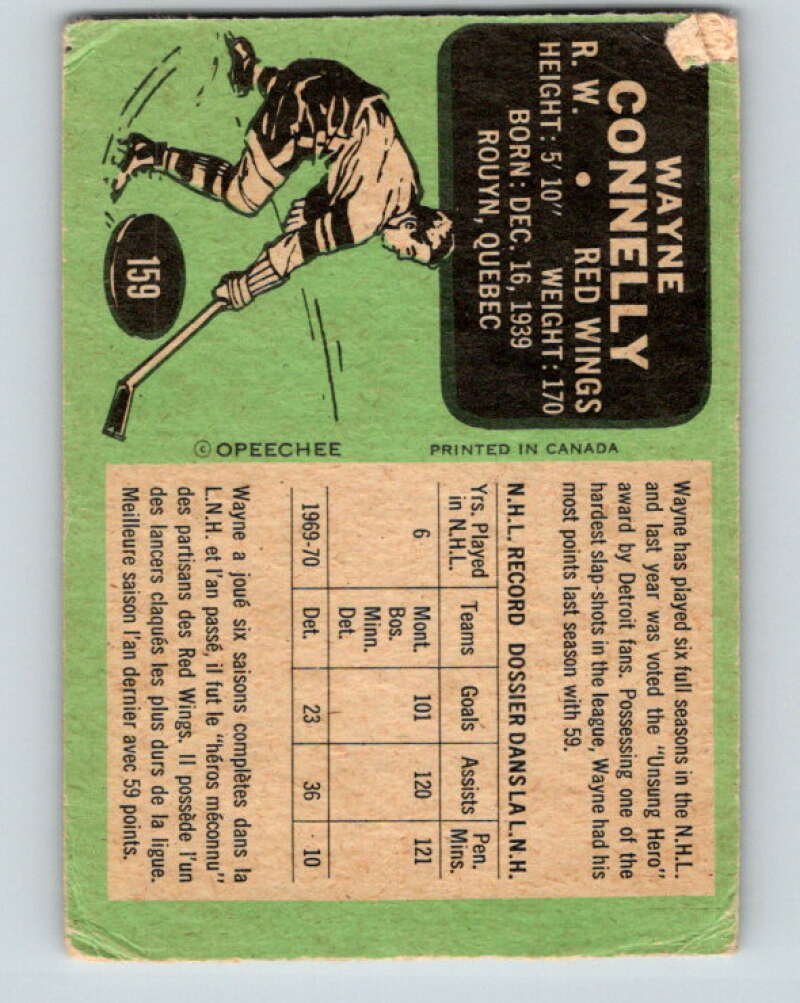 WAYNE
CONNELLY
R. W. • RED WINGS
HEIGHT: 5'10" WEIGHT: 170
BORN: DEC. 16, 1939
ROUYN, QUEBEC
159
© OPEECHEE PRINTED IN CANADA
Wayne has played six full seasons in the N.H.L.
and last year was voted the "Unsung Hero"
award by Detroit fans. Possessing one of the
hardest slap-shots in the league, Wayne had his
most points last season with 59.
N.H.L. RECORD DOSSIER DANS LA L.N.H.
Yrs. Played in N.H.L. Teams Goals Assists Pen. Mins.
6 Mont. 101 120 121
Bos.
Minn.
Det.
1969-70 Det. 23 36 10
Wayne a joué six saisons complètes dans la
L.N.H. et l'an passé, il fut le "héros méconnu"
des partisans des Red Wings. Il possède l'un
des lancers claqués les plus durs de la ligue.
Meilleure saison l'an dernier avec 59 points.